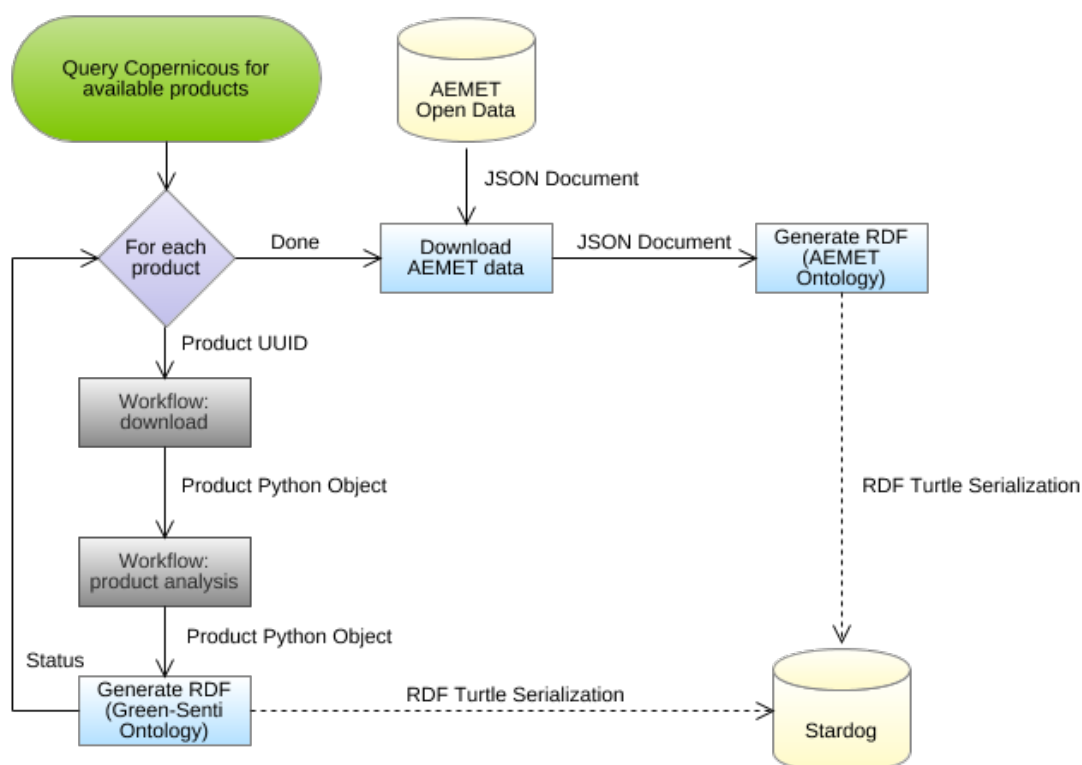 Query Copernicous for
available products
AEMET
Open Data
JSON Document
For each
product
Done
Download
AEMET data
JSON Document
Generate RDF
(AEMET
Ontology)
Product UUID
Workflow:
download
Product Python Object
RDF Turtle Serialization
Workflow:
product analysis
Product Python Object
Status
Generate RDF
(Green-Senti
Ontology)
RDF Turtle Serialization
Stardog